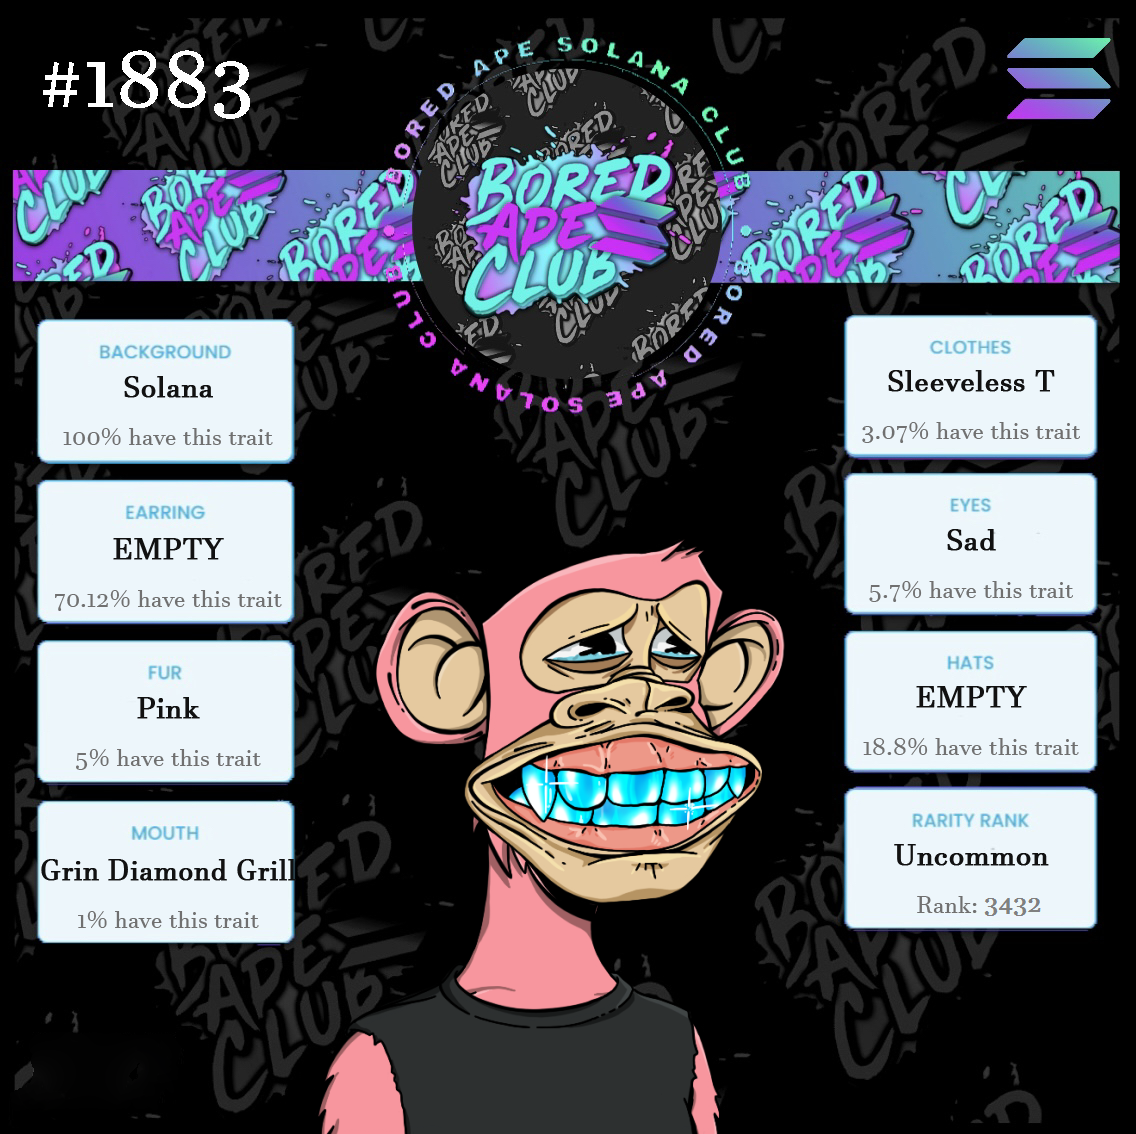 #1883
BORED APE SOLANA CLUB
BORED APE SOLANA CLUB
BORED
APE
CLUB
BACKGROUND
Solana
100% have this trait
EARRING
EMPTY
70.12% have this trait
FUR
Pink
5% have this trait
MOUTH
Grin Diamond Grill
1% have this trait
CLOTHES
Sleeveless T
3.07% have this trait
EYES
Sad
5.7% have this trait
HATS
EMPTY
18.8% have this trait
RARITY RANK
Uncommon
Rank: 3432